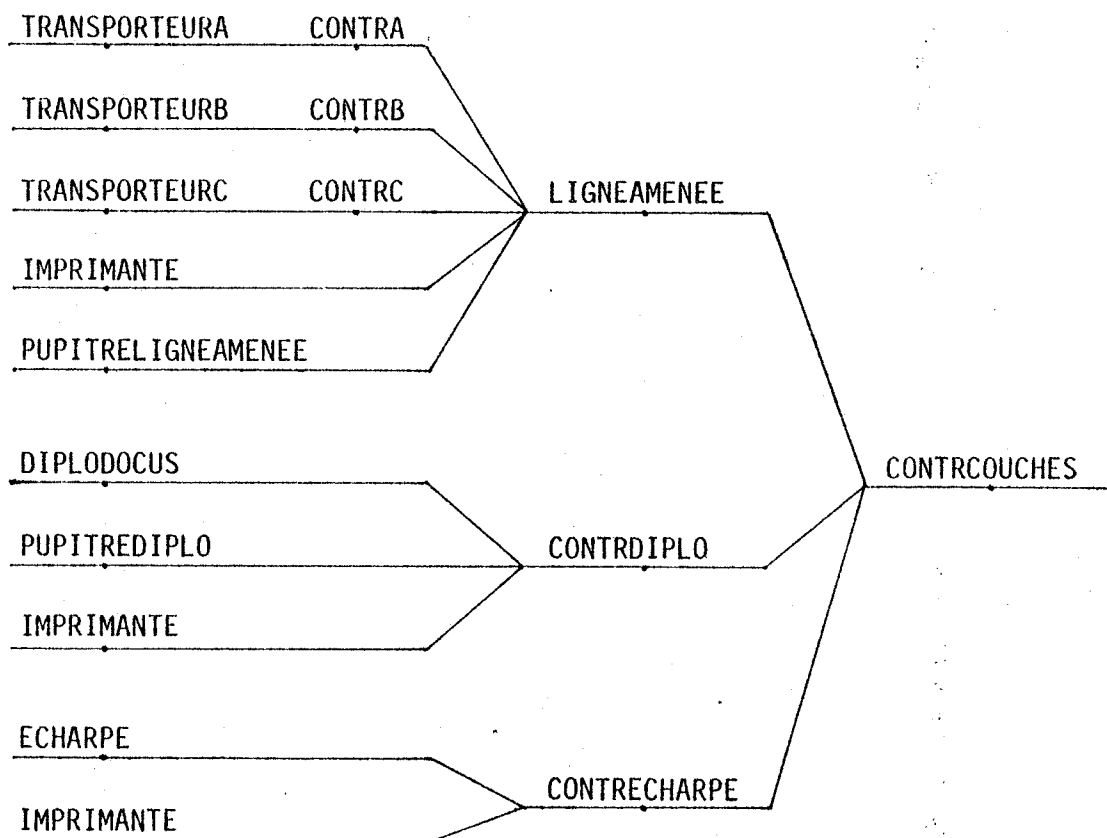 TRANSPORTEURA CONTRA
TRANSPORTEURB CONTRB
TRANSPORTEURC CONTRC LIGNEAMENEE
IMPRIMANTE
PUPITRELIGNEAMENEE
DIPLODOCUS CONTRCOUCHES
PUPITREDIPLO CONTRDIPLO
IMPRIMANTE
ECHARPE
CONTRECHARPE
IMPRIMANTE